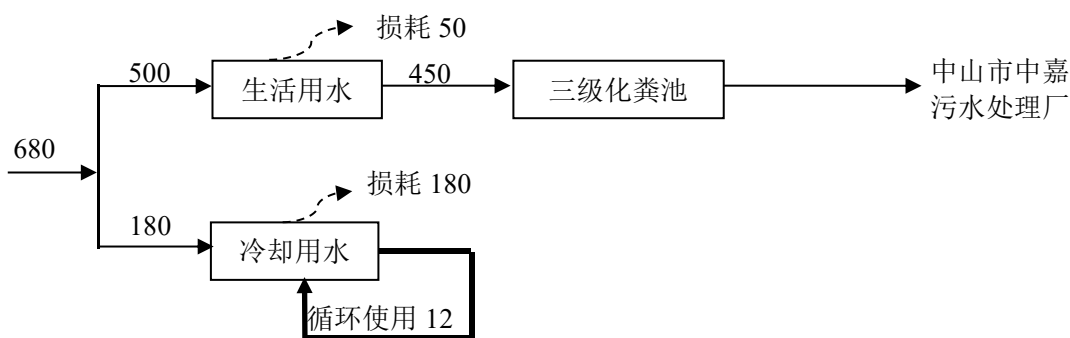 损耗 50
500
生活用水
450
三级化粪池
中山市中嘉
污水处理厂
680
损耗 180
180
冷却用水
循环使用 12